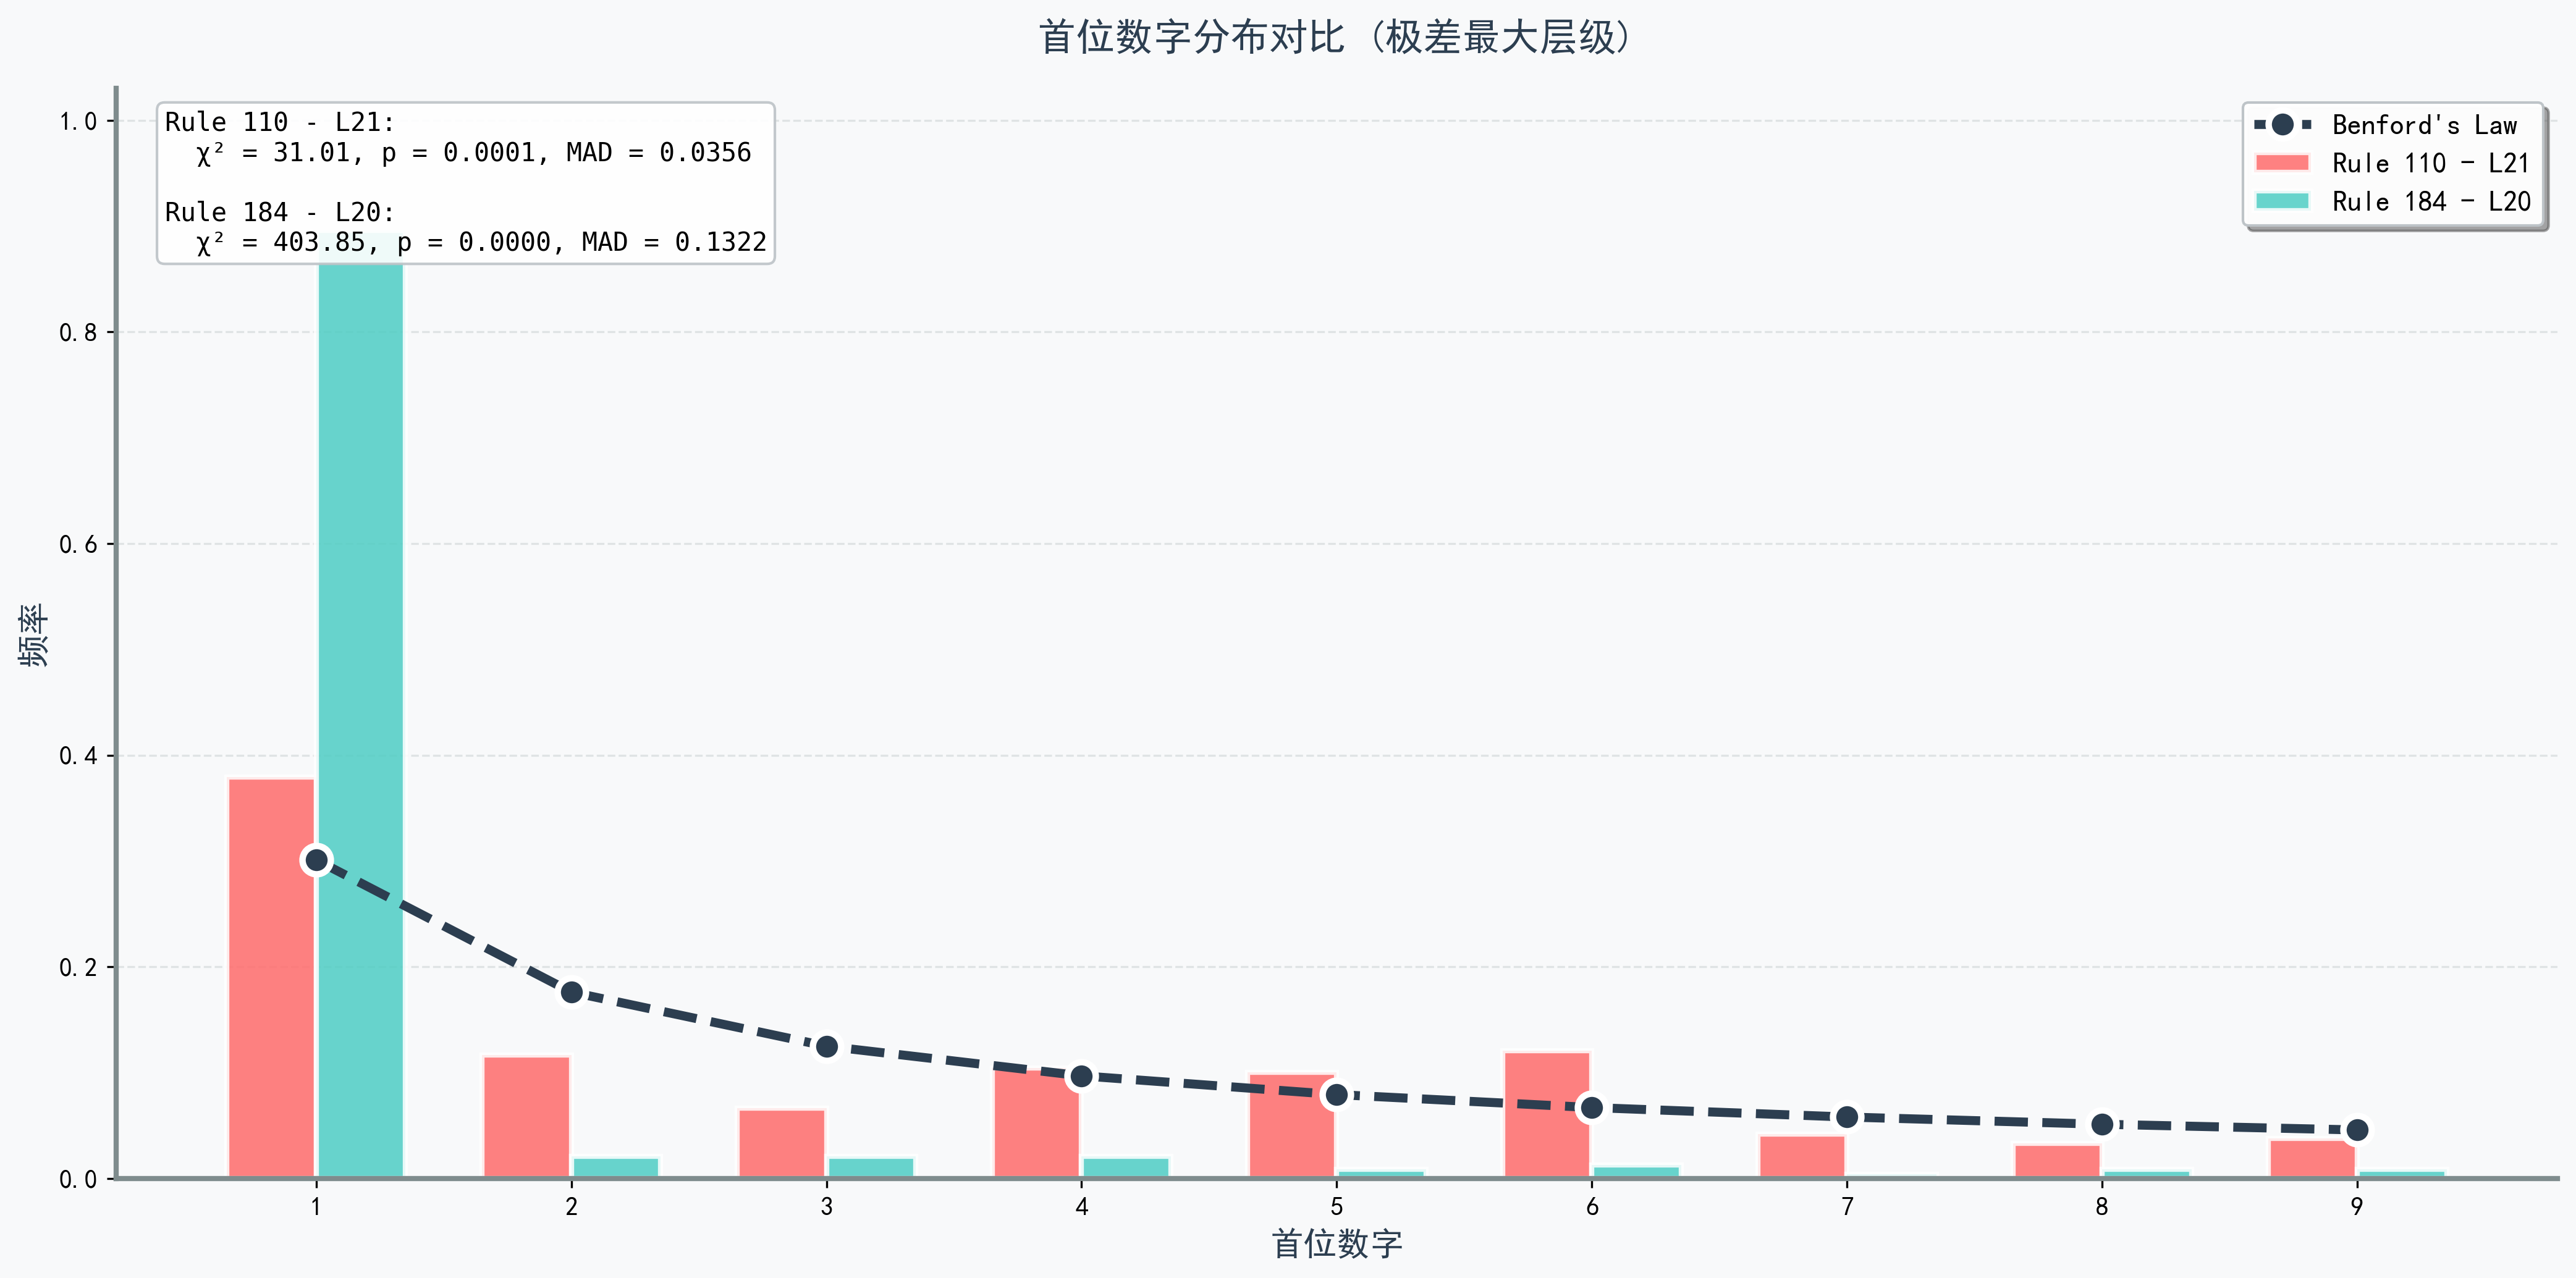 首位数字分布对比 (极差最大层级)
Rule 110 - L21:
χ² = 31.01, p = 0.0001, MAD = 0.0356
Rule 184 - L20:
χ² = 403.85, p = 0.0000, MAD = 0.1322
Benford's Law
Rule 110 - L21
Rule 184 - L20
1.0
0.8
0.6
0.4
0.2
0.0
频率
1 2 3 4 5 6 7 8 9
首位数字